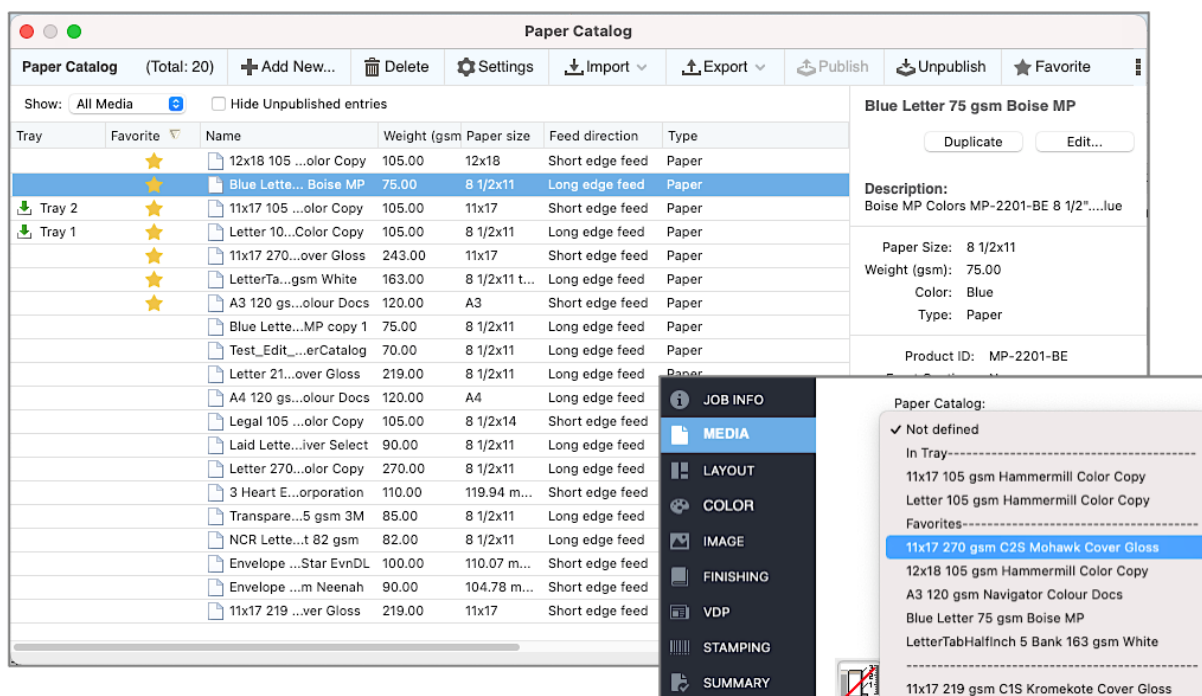 Paper Catalog
Paper Catalog (Total: 20) Add New... Delete Settings Import Export Publish Unpublish Favorite
Show: All Media Hide Unpublished entries
Tray Favorite Name Weight (gsm Paper size Feed direction Type
12x18 105 ...olor Copy 105.00 12x18 Short edge feed Paper
Blue Lette... Boise MP 75.00 8 1/2x11 Long edge feed Paper
Tray 2 11x17 105 ...olor Copy 105.00 11x17 Short edge feed Paper
Tray 1 Letter 10...Color Copy 105.00 8 1/2x11 Long edge feed Paper
11x17 270...over Gloss 243.00 11x17 Short edge feed Paper
LetterTa...gsm White 163.00 8 1/2x11 t... Long edge feed Paper
A3 120 gs...olour Docs 120.00 A3 Short edge feed Paper
Blue Lette...MP copy 1 75.00 8 1/2x11 Long edge feed Paper
Test_Edit_...erCatalog 70.00 8 1/2x11 Long edge feed Paper
Letter 21...over Gloss 219.00 8 1/2x11 Long edge feed Paper
A4 120 gs...olour Docs 120.00 A4 Long edge feed
Legal 105 ...olor Copy 105.00 8 1/2x14 Short edge feed
Laid Lette...iver Select 90.00 8 1/2x11 Long edge feed
Letter 270...olor Copy 270.00 8 1/2x11 Long edge feed
3 Heart E...orporation 110.00 119.94 m... Short edge feed
Transpare...5 gsm 3M 85.00 8 1/2x11 Long edge feed
NCR Lette...t 82 gsm 82.00 8 1/2x11 Long edge feed
Envelope ...Star EvnDL 100.00 110.07 m... Short edge feed
Envelope ...m Neenah 90.00 104.78 m... Short edge feed
11x17 219 ...ver Gloss 219.00 11x17 Short edge feed
Blue Letter 75 gsm Boise MP
Duplicate Edit...
Description:
Boise MP Colors MP-2201-BE 8 1/2"....lue
Paper Size: 8 1/2x11
Weight (gsm): 75.00
Color: Blue
Type: Paper
Product ID: MP-2201-BE
JOB INFO
MEDIA
LAYOUT
COLOR
IMAGE
FINISHING
VDP
STAMPING
SUMMARY
Paper Catalog:
✓ Not defined
In Tray---------------------------------------
11x17 105 gsm Hammermill Color Copy
Letter 105 gsm Hammermill Color Copy
Favorites-------------------------------------
11x17 270 gsm C2S Mohawk Cover Gloss
12x18 105 gsm Hammermill Color Copy
A3 120 gsm Navigator Colour Docs
Blue Letter 75 gsm Boise MP
LetterTabHalfInch 5 Bank 163 gsm White
----------------------------------------------
11x17 219 gsm C1S Kromekote Cover Gloss